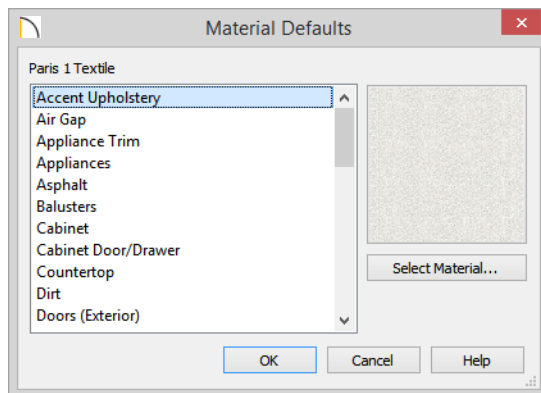 Material Defaults
Paris 1 Textile
Accent Upholstery
Air Gap
Appliance Trim
Appliances
Asphalt
Balusters
Cabinet
Cabinet Door/Drawer
Countertop
Dirt
Doors (Exterior)
Select Material...
OK
Cancel
Help